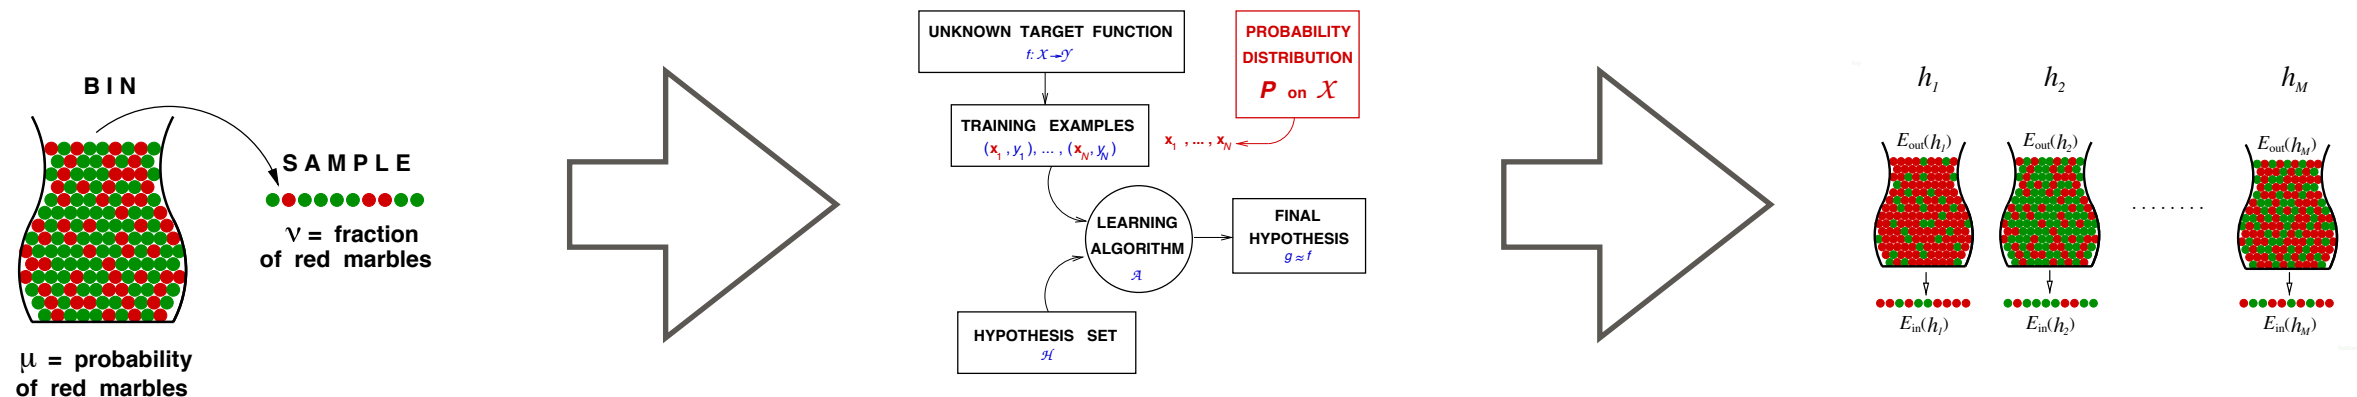 BIN
SAMPLE
ν = fraction
of red marbles
μ = probability
of red marbles
UNKNOWN TARGET FUNCTION
f: X→Y
PROBABILITY
DISTRIBUTION
P on X
TRAINING EXAMPLES
(x1, y1), ... , (xN, yN)
x1 , ... , xN
LEARNING
ALGORITHM
A
FINAL
HYPOTHESIS
g ≈ f
HYPOTHESIS SET
H
h1 h2 hM
Eout(h1) Eout(h2) Eout(hM)
........
Ein(h1) Ein(h2) Ein(hM)